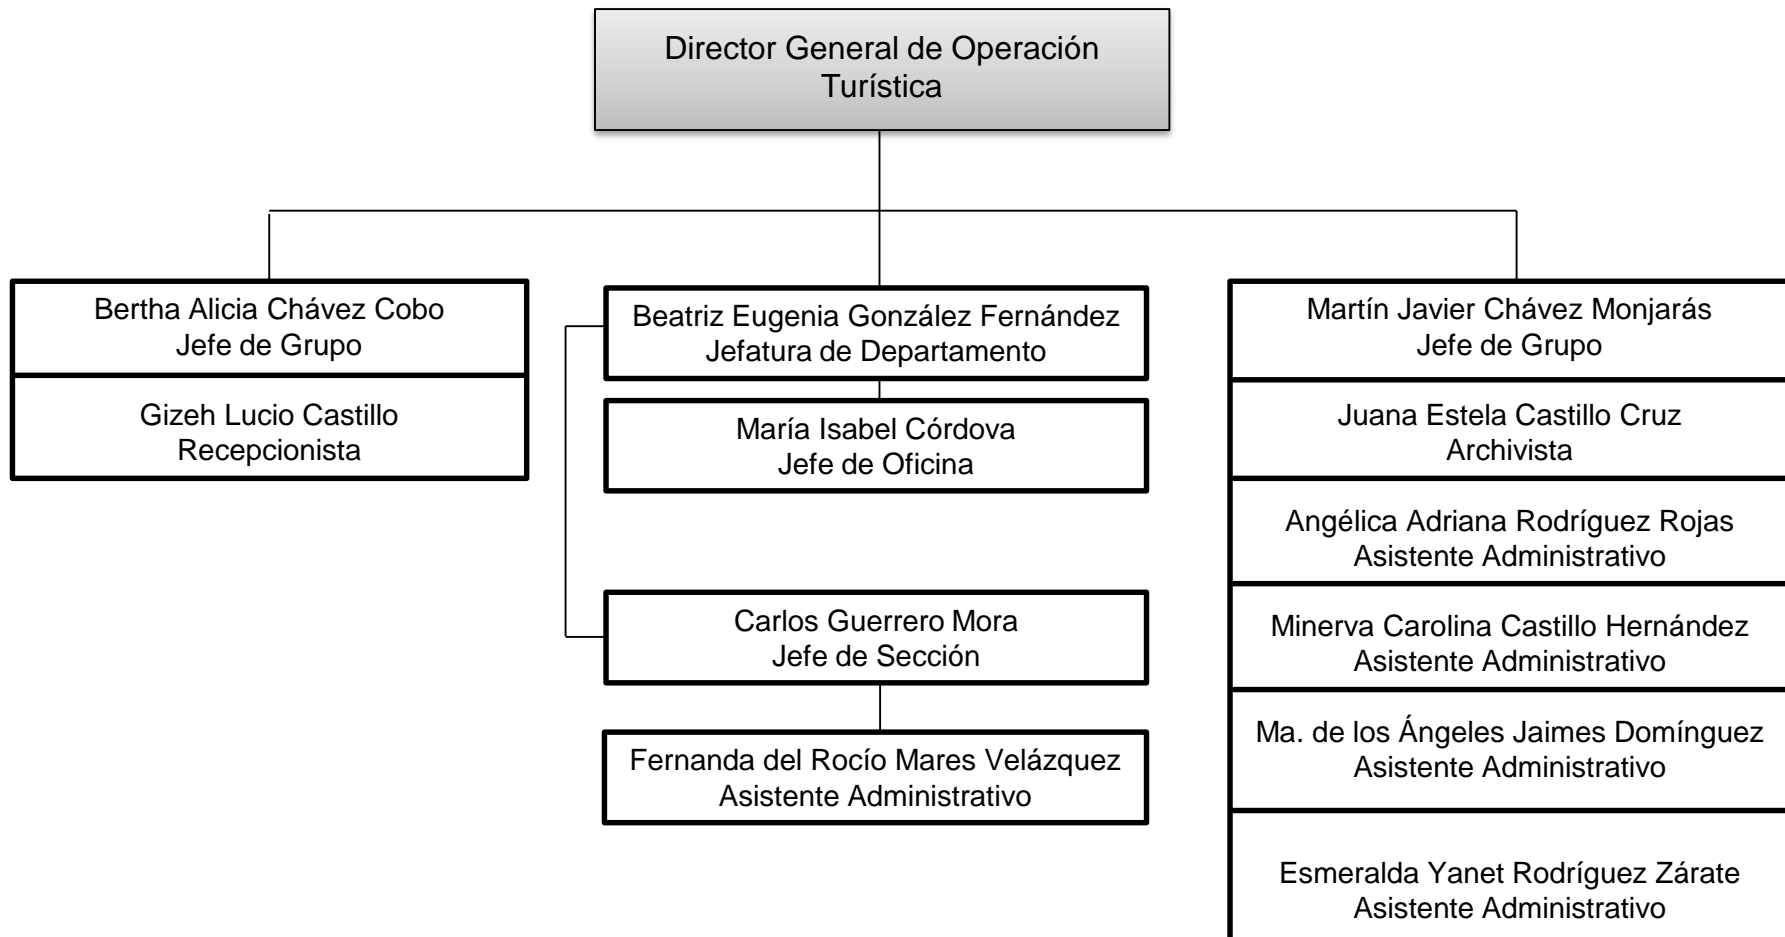 Director General de Operación
Turística
Bertha Alicia Chávez Cobo
Jefe de Grupo
Gizeh Lucio Castillo
Recepcionista
Beatriz Eugenia González Fernández
Jefatura de Departamento
María Isabel Córdova
Jefe de Oficina
Carlos Guerrero Mora
Jefe de Sección
Fernanda del Rocío Mares Velázquez
Asistente Administrativo
Martín Javier Chávez Monjarás
Jefe de Grupo
Juana Estela Castillo Cruz
Archivista
Angélica Adriana Rodríguez Rojas
Asistente Administrativo
Minerva Carolina Castillo Hernández
Asistente Administrativo
Ma. de los Ángeles Jaimes Domínguez
Asistente Administrativo
Esmeralda Yanet Rodríguez Zárate
Asistente Administrativo